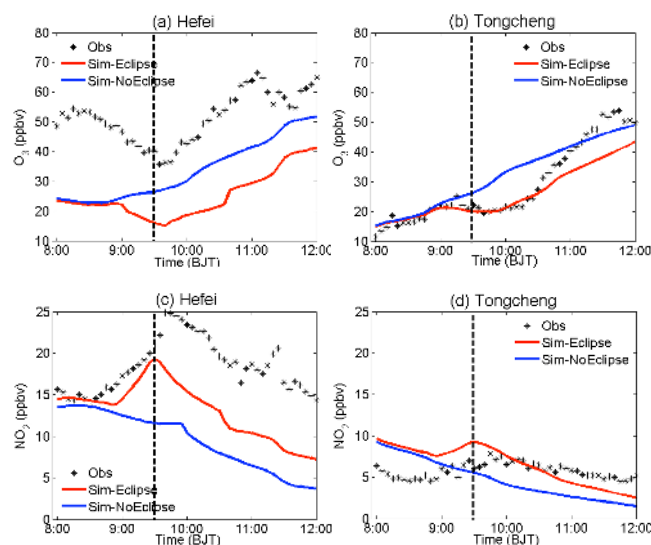 (a) Hefei
80
70
60
50
40
30
20
10
O3 (ppbv)
Obs
Sim-Eclipse
Sim-NoEclipse
8:00 9:00 10:00 11:00 12:00
Time (BJT)
(b) Tongcheng
80
70
60
50
40
30
20
10
Obs
Sim-Eclipse
Sim-NoEclipse
8:00 9:00 10:00 11:00 12:00
Time (BJT)
(c) Hefei
25
20
15
10
5
0
NO2 (ppbv)
Obs
Sim-Eclipse
Sim-NoEclipse
8:00 9:00 10:00 11:00 12:00
Time (BJT)
(d) Tongcheng
25
20
15
10
5
0
NO2 (ppbv)
Obs
Sim-Eclipse
Sim-NoEclipse
8:00 9:00 10:00 11:00 12:00
Time (BJT)